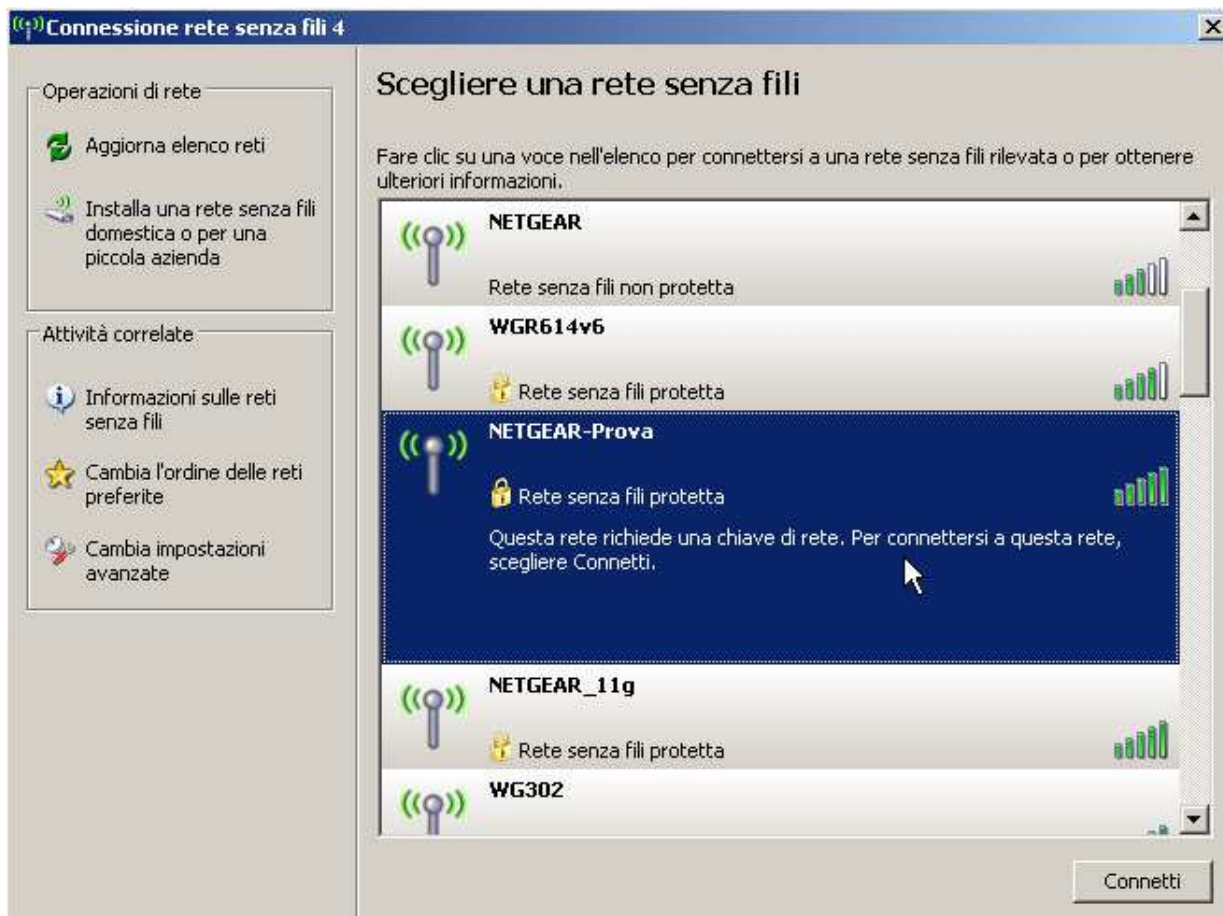 Connessione rete senza fili 4
Operazioni di rete
Aggiorna elenco reti
Installa una rete senza fili
domestica o per una
piccola azienda
Attività correlate
Informazioni sulle reti
senza fili
Cambia l'ordine delle reti
preferite
Cambia impostazioni
avanzate
Scegliere una rete senza fili
Fare clic su una voce nell'elenco per connettersi a una rete senza fili rilevata o per ottenere
ulteriori informazioni.
NETGEAR
Rete senza fili non protetta
WGR614v6
Rete senza fili protetta
NETGEAR-Prova
Rete senza fili protetta
Questa rete richiede una chiave di rete. Per connettersi a questa rete,
scegliere Connetti.
NETGEAR_11g
Rete senza fili protetta
WG302
Connetti